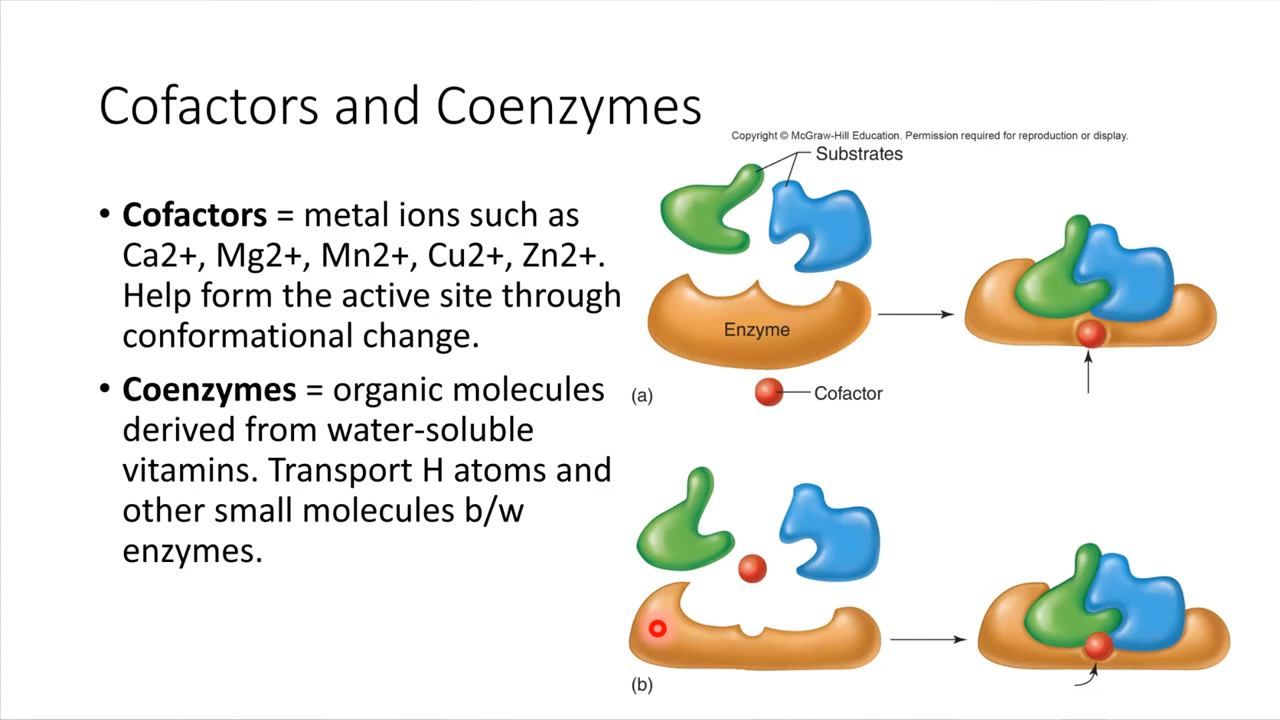 Cofactors and Coenzymes
Copyright © McGraw-Hill Education. Permission required for reproduction or display.
• Cofactors = metal ions such as
Ca2+, Mg2+, Mn2+, Cu2+, Zn2+.
Help form the active site through
conformational change.
• Coenzymes = organic molecules
derived from water-soluble
vitamins. Transport H atoms and
other small molecules b/w
enzymes.
Substrates
Enzyme
(a)
Cofactor
(b)